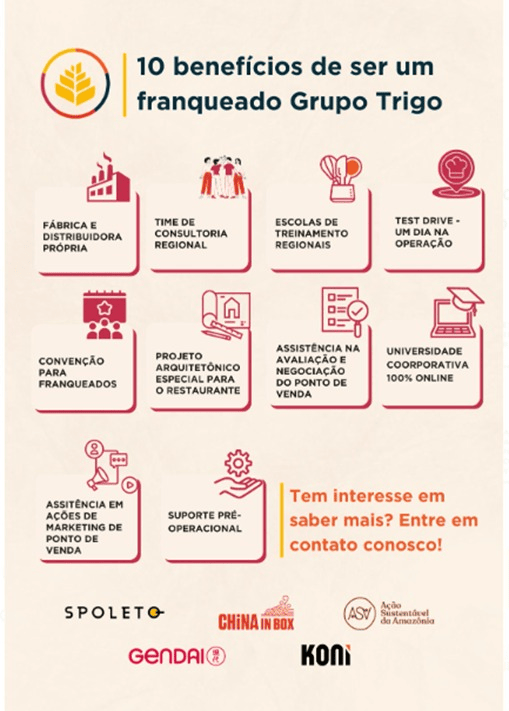 10 benefícios de ser um
franqueado Grupo Trigo
FÁBRICA E
DISTRIBUIDORA
PRÓPRIA
TIME DE
CONSULTORIA
REGIONAL
ESCOLAS DE
TREINAMENTO
REGIONAIS
TEST DRIVE -
UM DIA NA
OPERAÇÃO
CONVENÇÃO
PARA
FRANQUEADOS
PROJETO
ARQUITETÔNICO
ESPECIAL PARA
O RESTAURANTE
ASSISTÊNCIA NA
AVALIAÇÃO E
NEGOCIAÇÃO
DO PONTO DE
VENDA
UNIVERSIDADE
COORPORATIVA
100% ONLINE
ASSITÊNCIA EM
AÇÕES DE
MARKETING DE
PONTO DE
VENDA
SUPORTE PRÉ-
OPERACIONAL
Tem interesse em
saber mais? Entre em
contato conosco!
SPOLETO
CHiNA IN BOX
ASA
Ação
Sustentável
da Amazônia
GENDAI
KONi